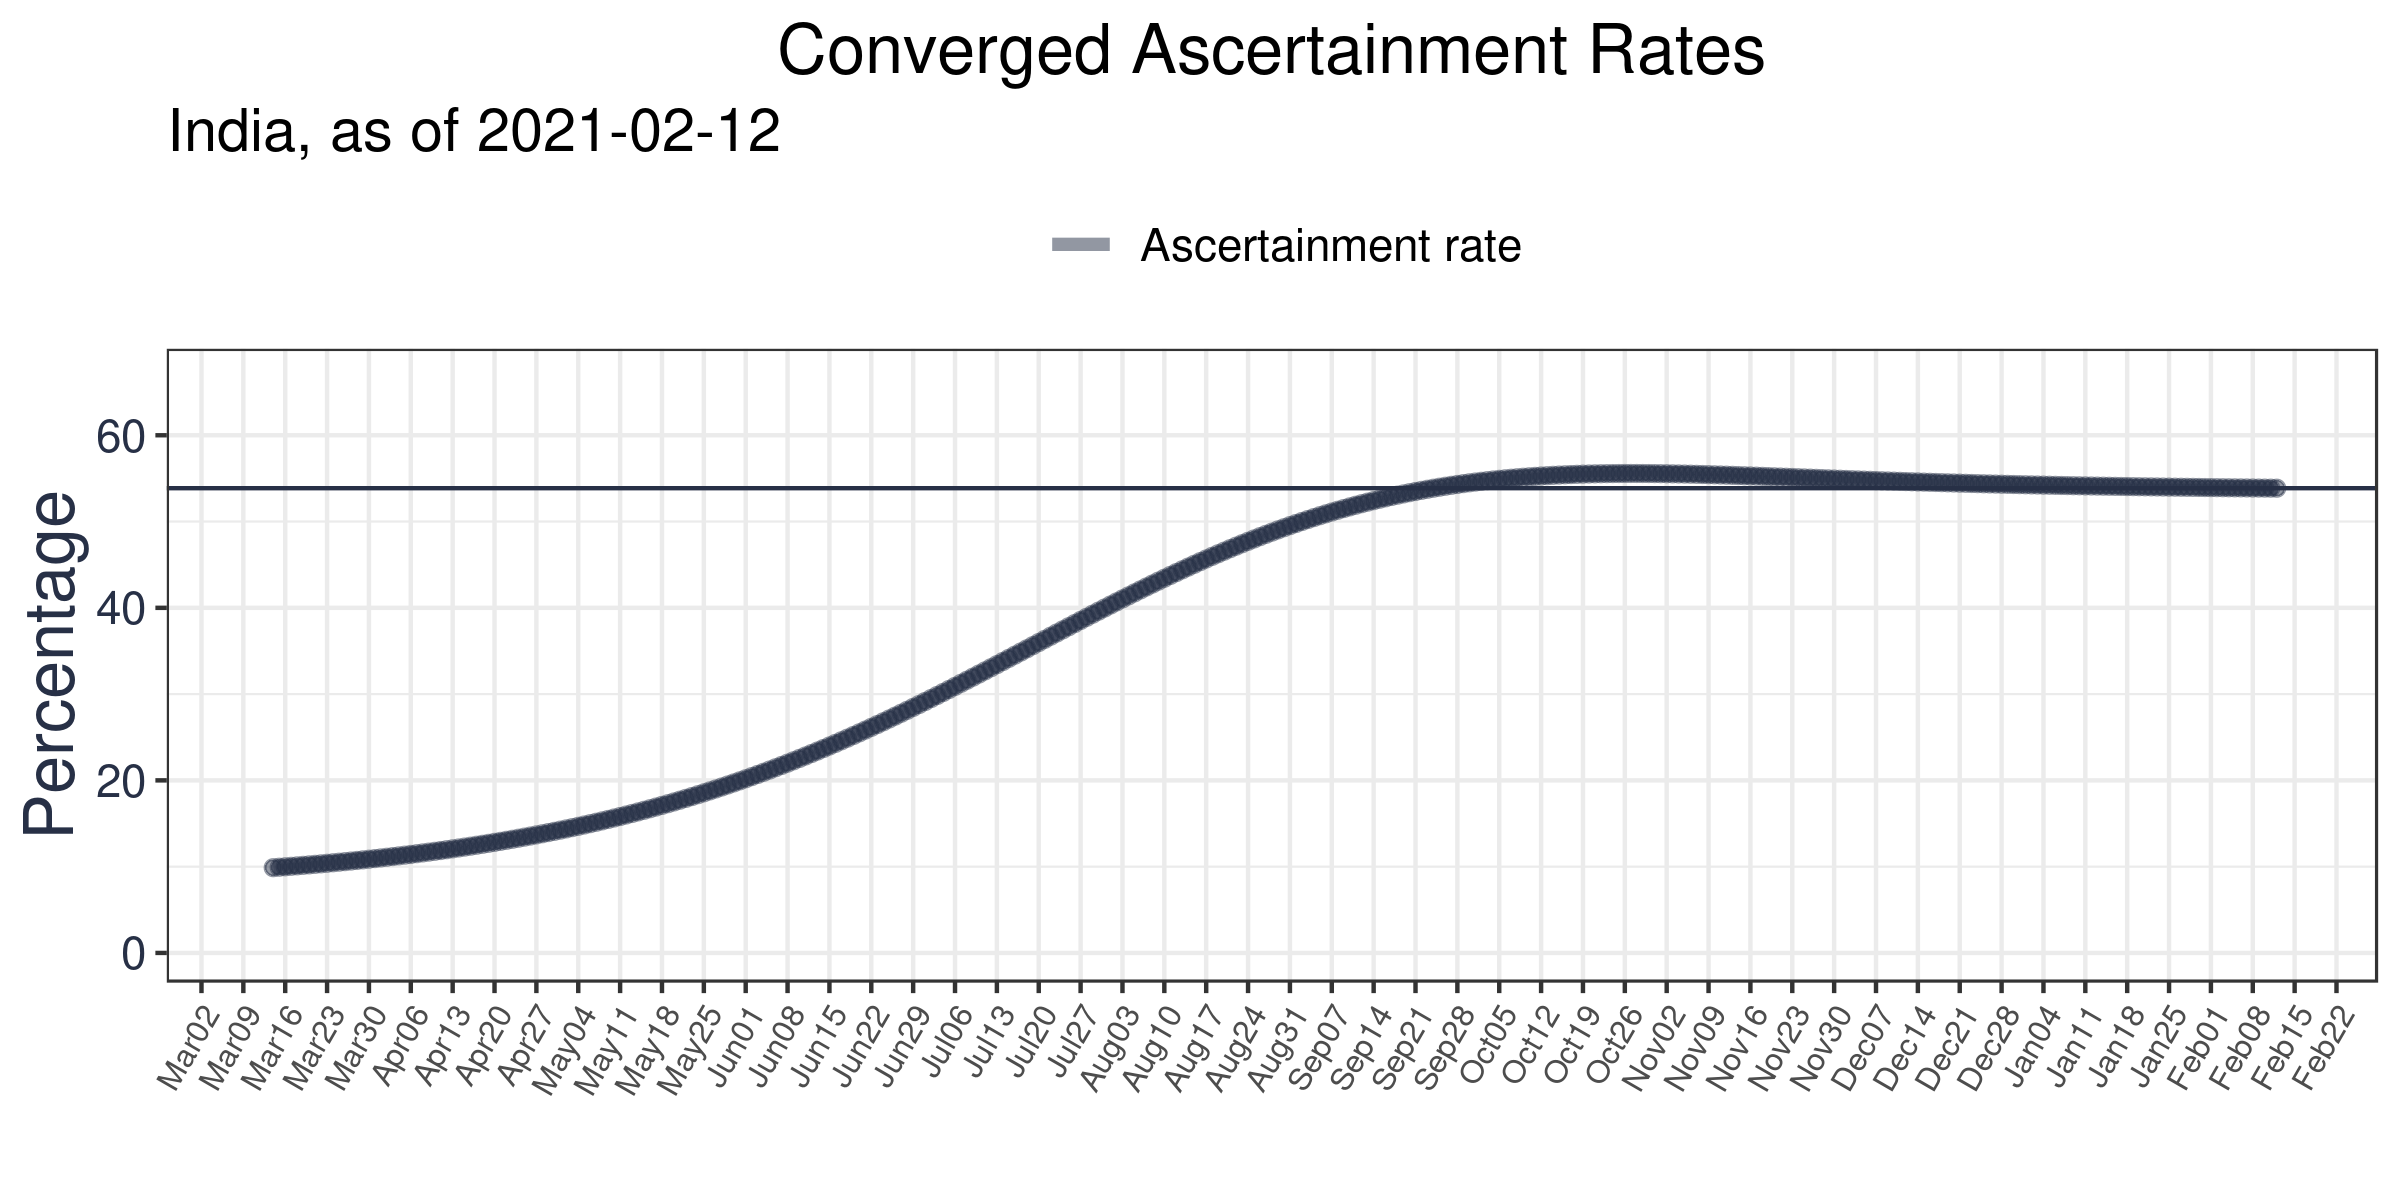 Converged Ascertainment Rates
India, as of 2021-02-12
Ascertainment rate
Percentage
60
40
20
0
Mar02 Mar09 Mar16 Mar23 Mar30 Apr06 Apr13 Apr20 Apr27 May04 May11 May18 May25 Jun01 Jun08 Jun15 Jun22 Jun29 Jul06 Jul13 Jul20 Jul27 Aug03 Aug10 Aug17 Aug24 Aug31 Sep07 Sep14 Sep21 Sep28 Oct05 Oct12 Oct19 Oct26 Nov02 Nov09 Nov16 Nov23 Nov30 Dec07 Dec14 Dec21 Dec28 Jan04 Jan11 Jan18 Jan25 Feb01 Feb08 Feb15 Feb22